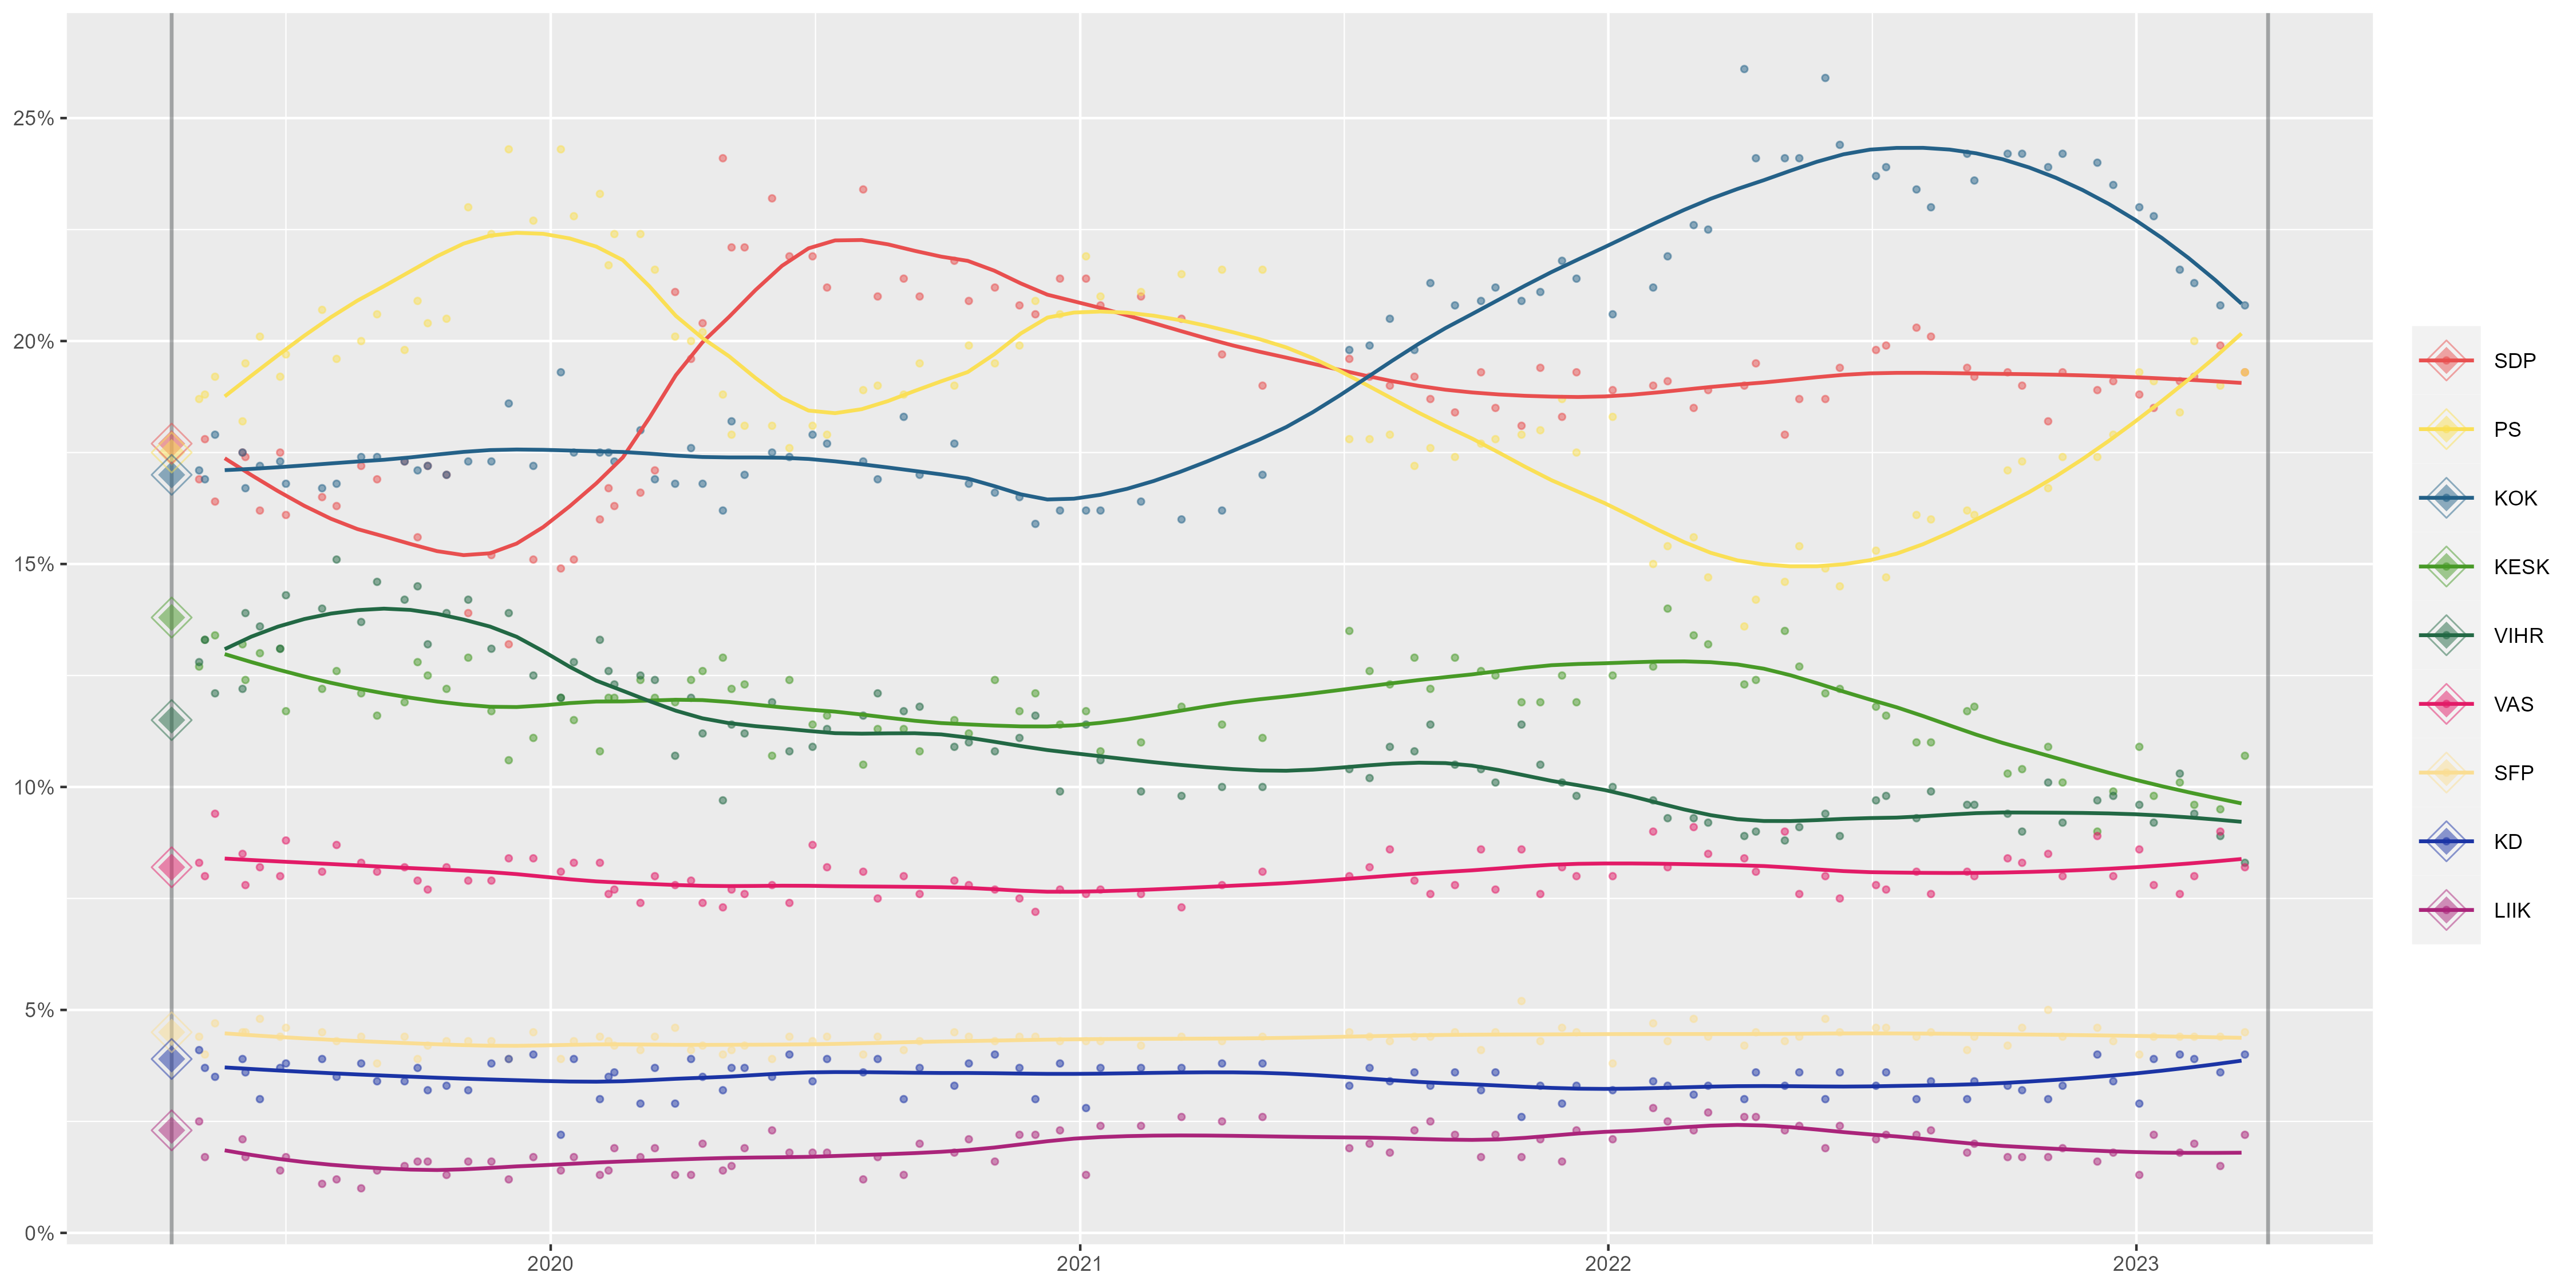 25%
20%
15%
10%
5%
0%
2020 2021 2022 2023
SDP
PS
KOK
KESK
VIHR
VAS
SFP
KD
LIIK